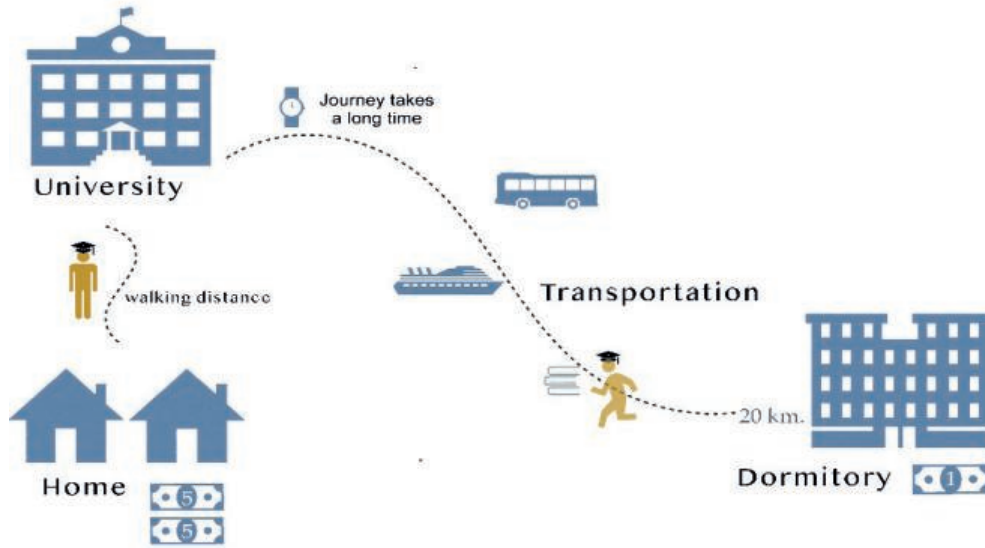 Journey takes
a long time
University
walking distance
Transportation
20 km.
Home
5
5
Dormitory
1